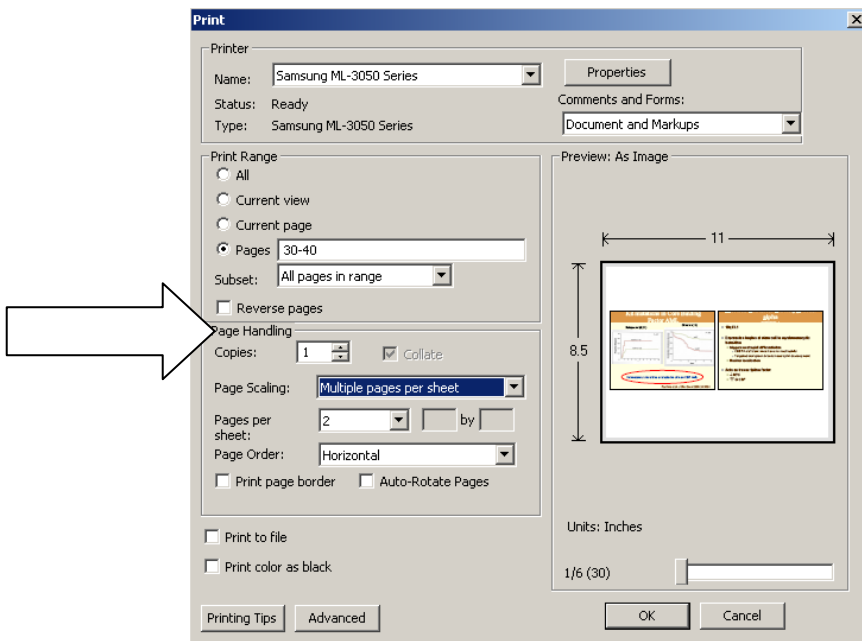 Print
Printer
Name: Samsung ML-3050 Series Properties
Status: Ready Comments and Forms:
Type: Samsung ML-3050 Series Document and Markups
Print Range
All
Current view
Current page
Pages 30-40
Subset: All pages in range
Reverse pages
Page Handling
Copies: 1 Collate
Page Scaling: Multiple pages per sheet
Pages per sheet: 2 by
Page Order: Horizontal
Print page border Auto-Rotate Pages
Print to file
Print color as black
Printing Tips Advanced
Preview: As Image
11
8.5
Units: Inches
1/6 (30)
OK Cancel